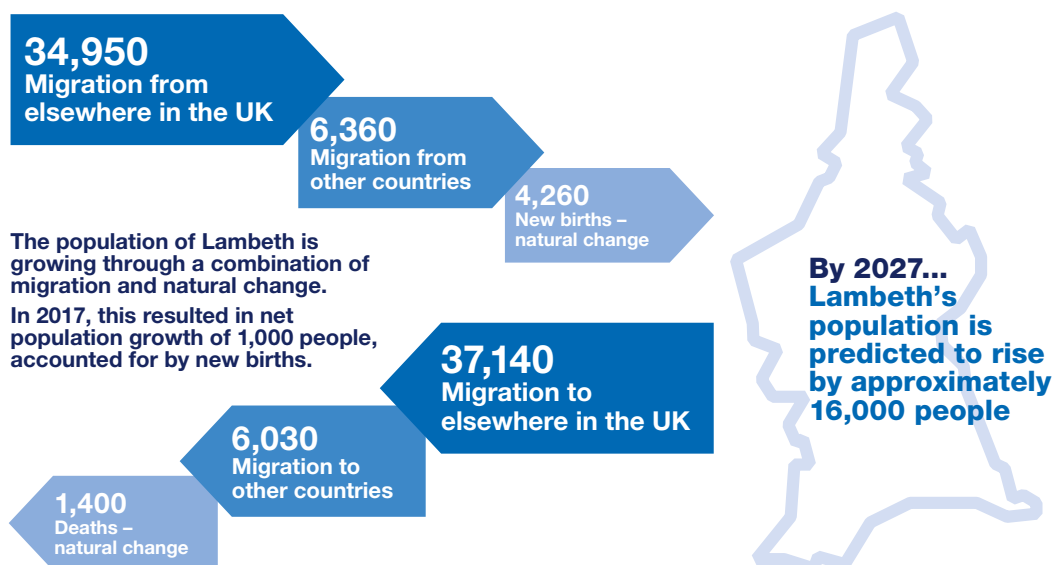 34,950
Migration from
elsewhere in the UK
6,360
Migration from
other countries
4,260
New births –
natural change
The population of Lambeth is
growing through a combination of
migration and natural change.
In 2017, this resulted in net
population growth of 1,000 people,
accounted for by new births.
37,140
Migration to
elsewhere in the UK
6,030
Migration to
other countries
1,400
Deaths –
natural change
By 2027...
Lambeth’s
population is
predicted to rise
by approximately
16,000 people